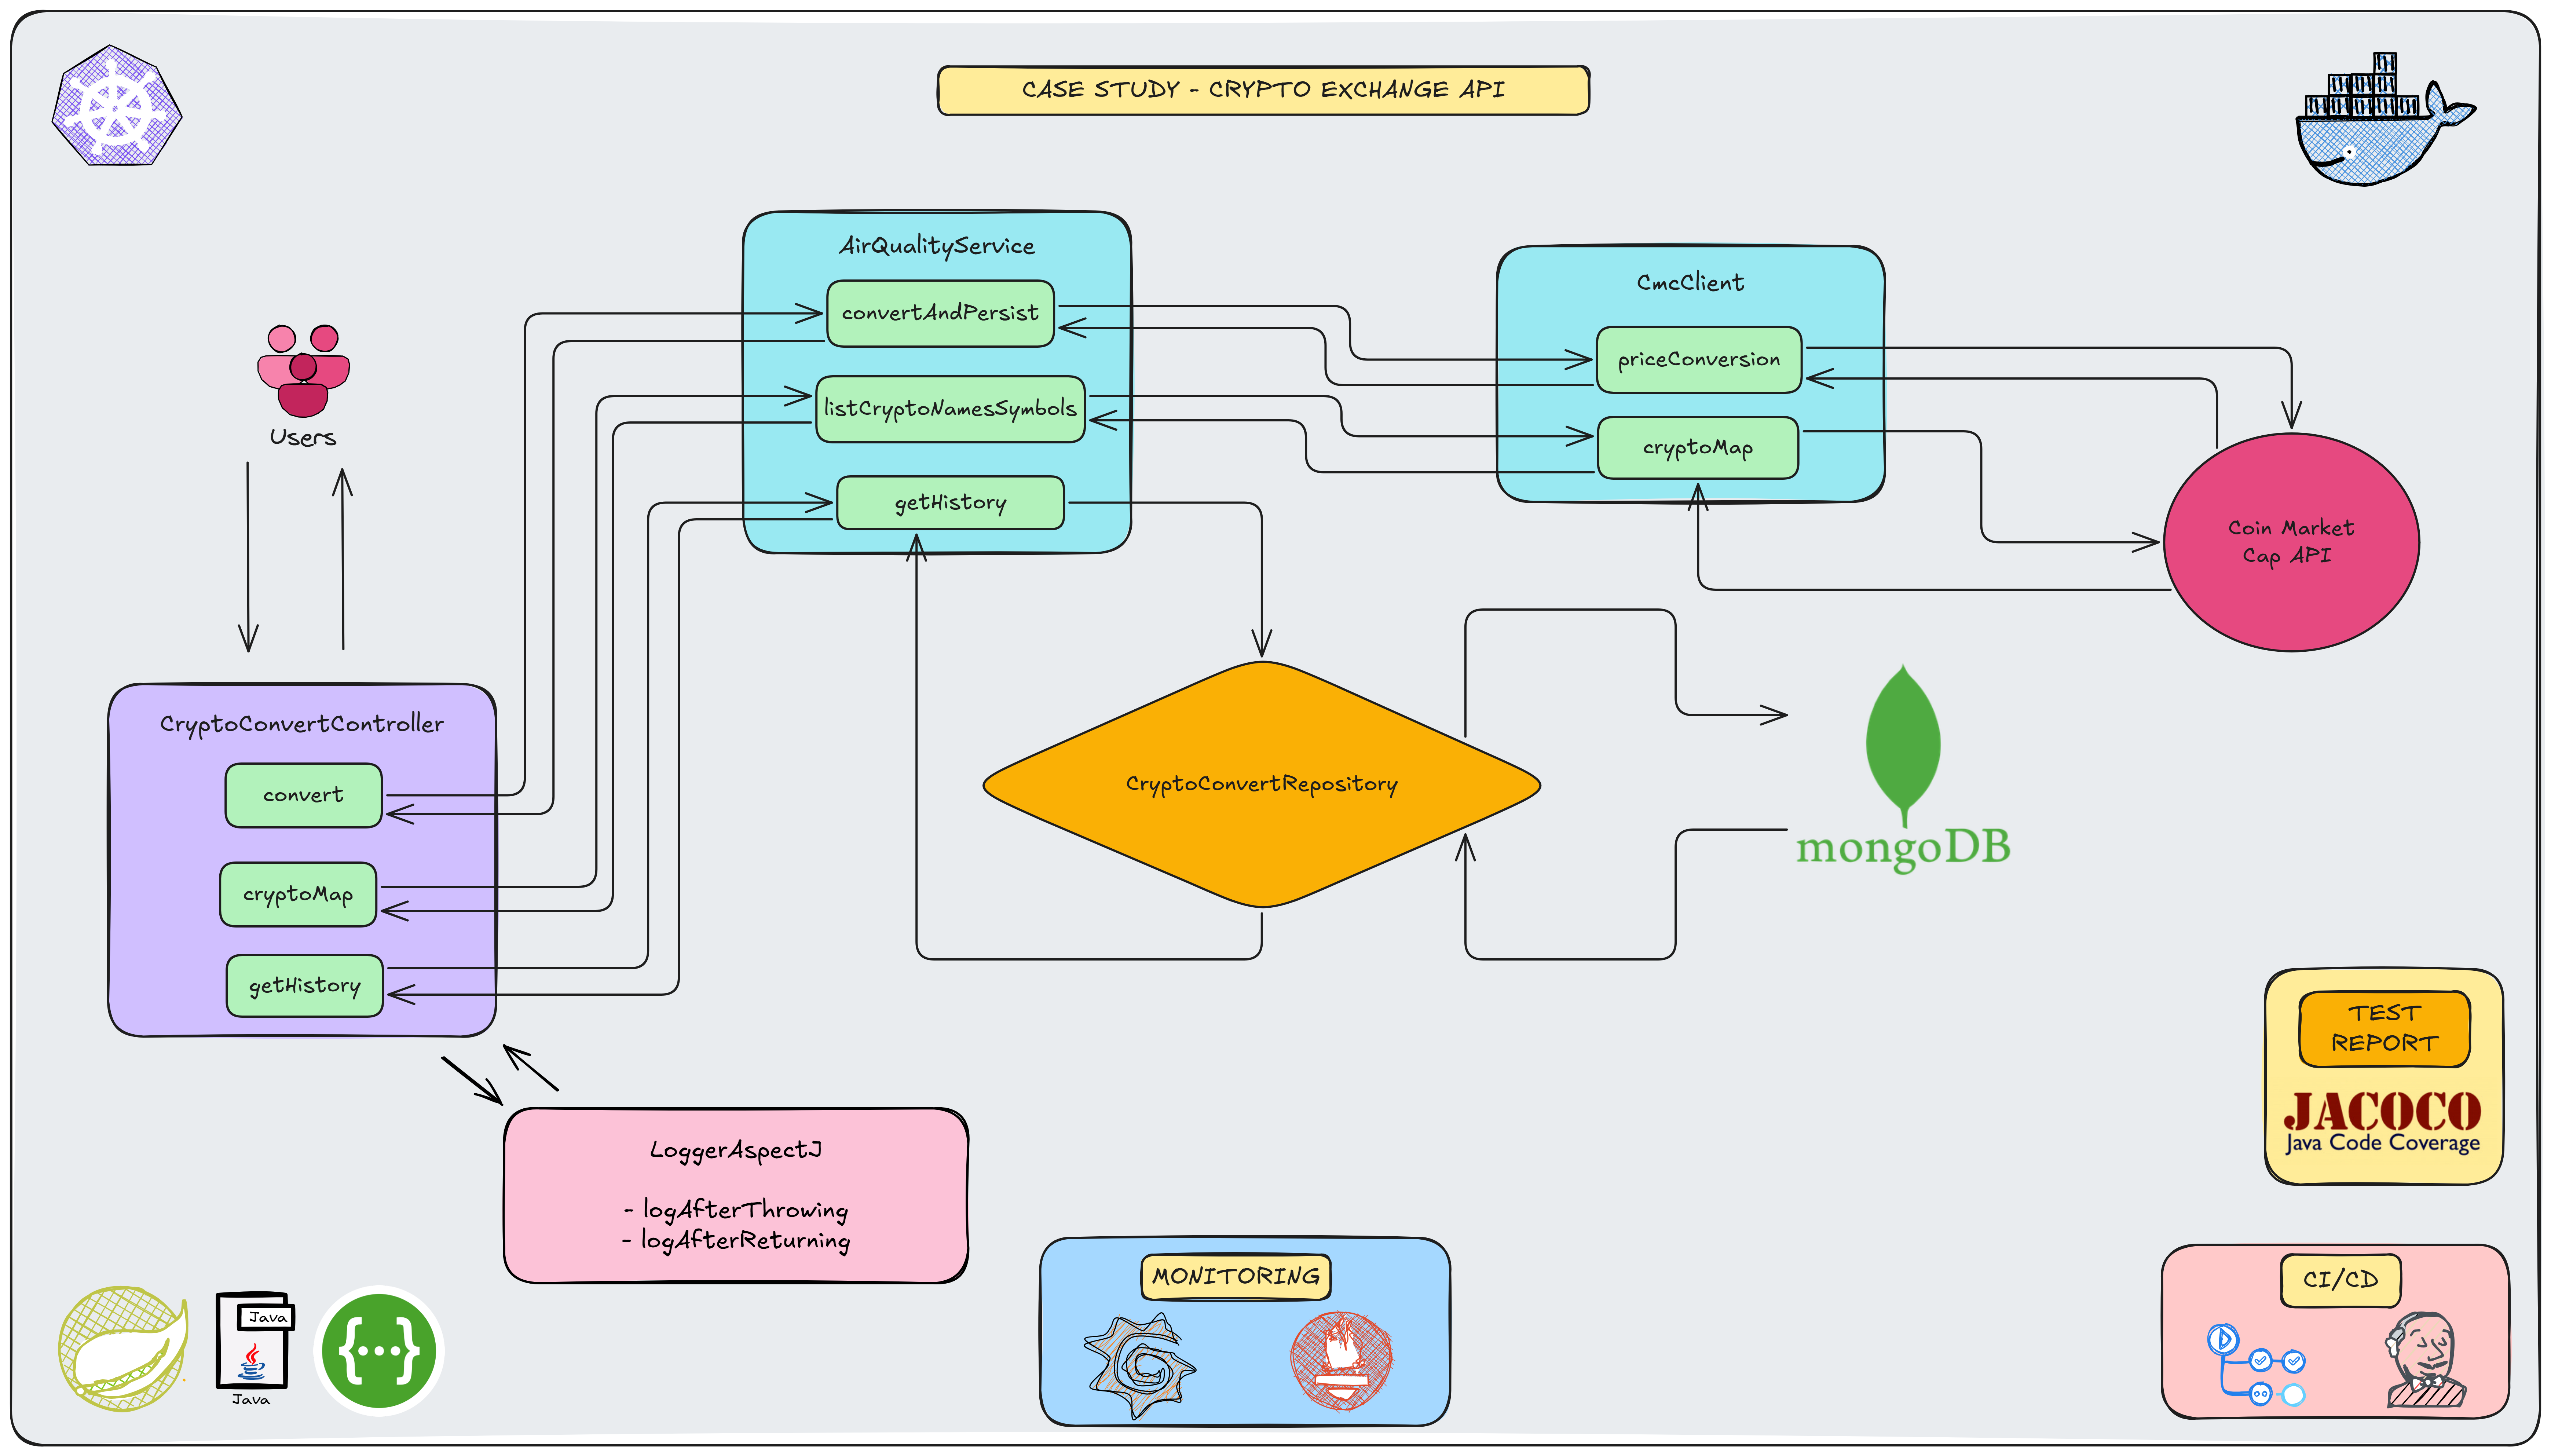 CASE STUDY - CRYPTO EXCHANGE API
AirQualityService
convertAndPersist
listCryptoNamesSymbols
getHistory
CmcClient
priceConversion
cryptoMap
Coin Market
Cap API
Users
CryptoConvertController
convert
cryptoMap
getHistory
CryptoConvertRepository
mongoDB
LoggerAspectJ
- logAfterThrowing
- logAfterReturning
TEST
REPORT
JACOCO
Java Code Coverage
MONITORING
CI/CD
Java
Java
{...}